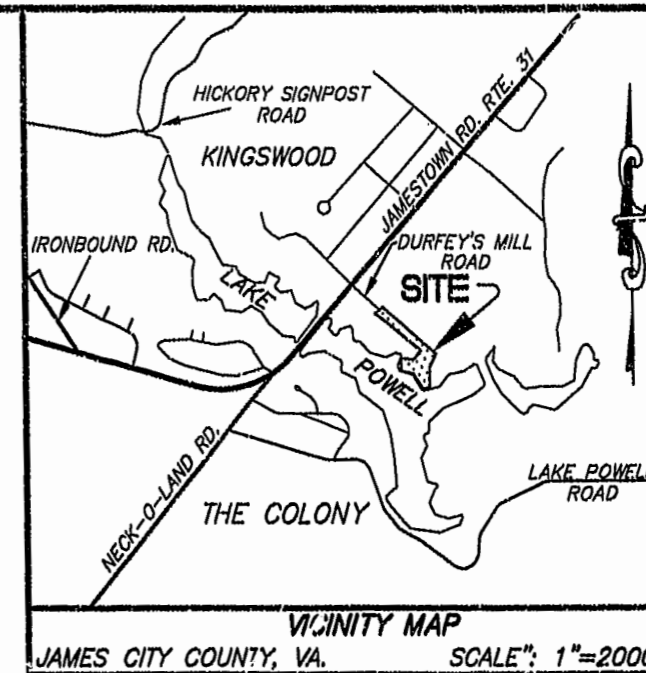 HICKORY SIGNPOST
ROAD
KINGSWOOD
JAMESTOWN RD. RTE. 31
IRONBOUND RD.
DURFEY'S MILL
ROAD
SITE
LAKE
POWELL
NECK-O-LAND RD.
THE COLONY
LAKE POWELL
ROAD
VICINITY MAP
JAMES CITY COUNTY, VA.
SCALE": 1"=2000